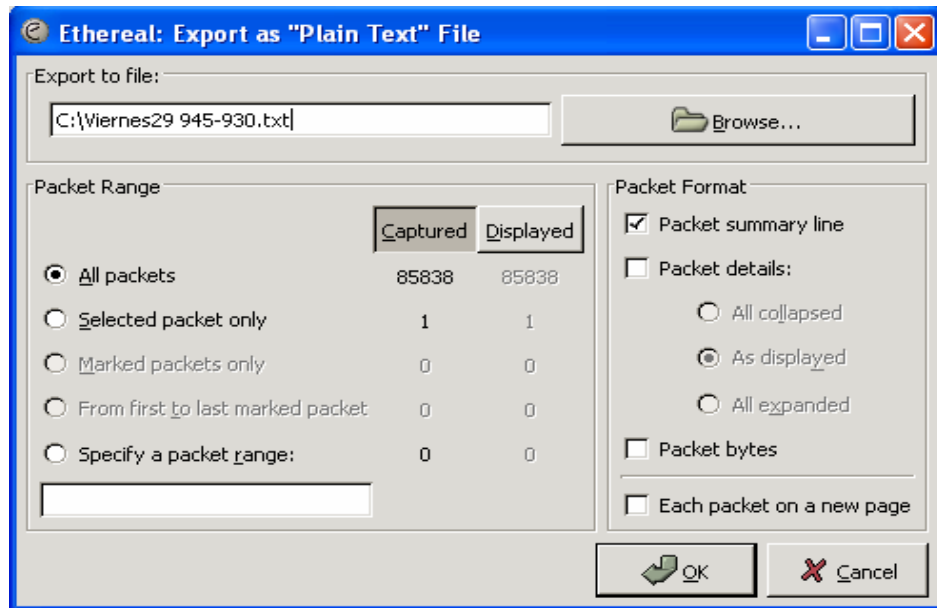 Ethereal: Export as "Plain Text" File
Export to file:
C:\Viernes29 945-930.txt
Browse...
Packet Range
Captured Displayed
All packets 85838 85838
Selected packet only 1 1
Marked packets only 0 0
From first to last marked packet 0 0
Specify a packet range: 0 0
Packet Format
Packet summary line
Packet details:
All collapsed
As displayed
All expanded
Packet bytes
Each packet on a new page
OK
Cancel